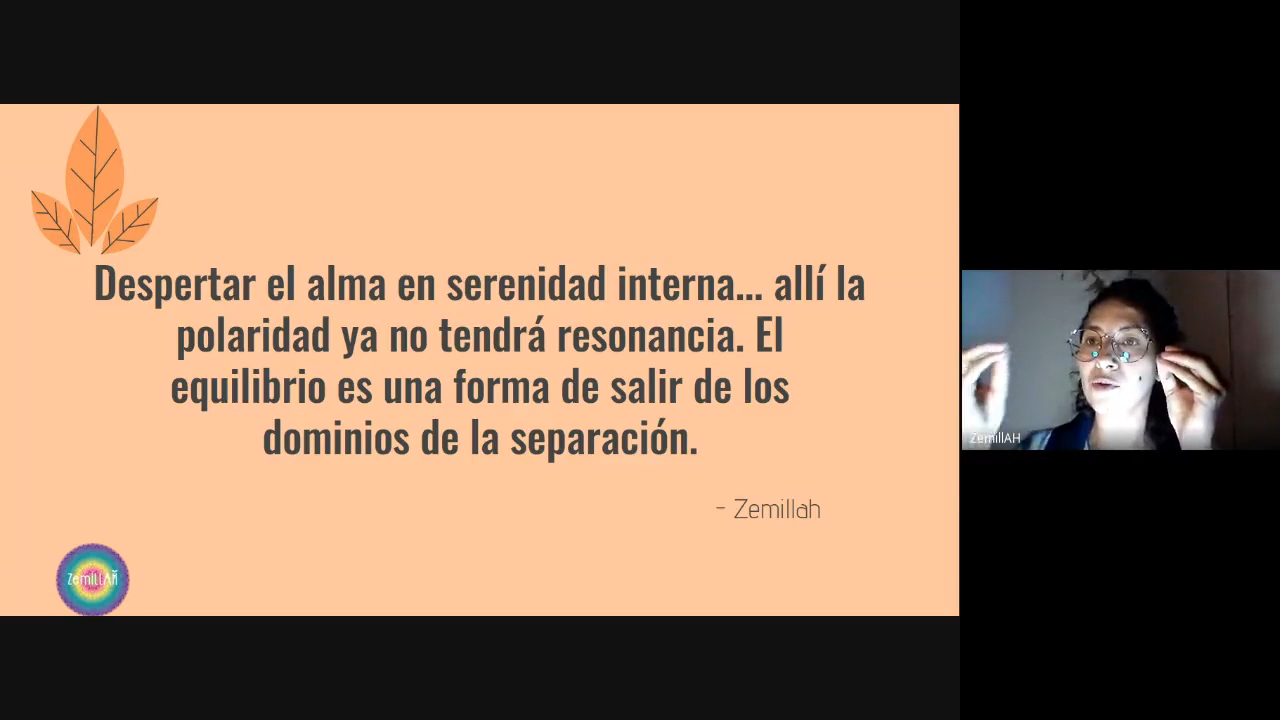 Despertar el alma en serenidad interna... allí la
polaridad ya no tendrá resonancia. El
equilibrio es una forma de salir de los
dominios de la separación.
- Zemillah
ZemillAH
ZemillAH